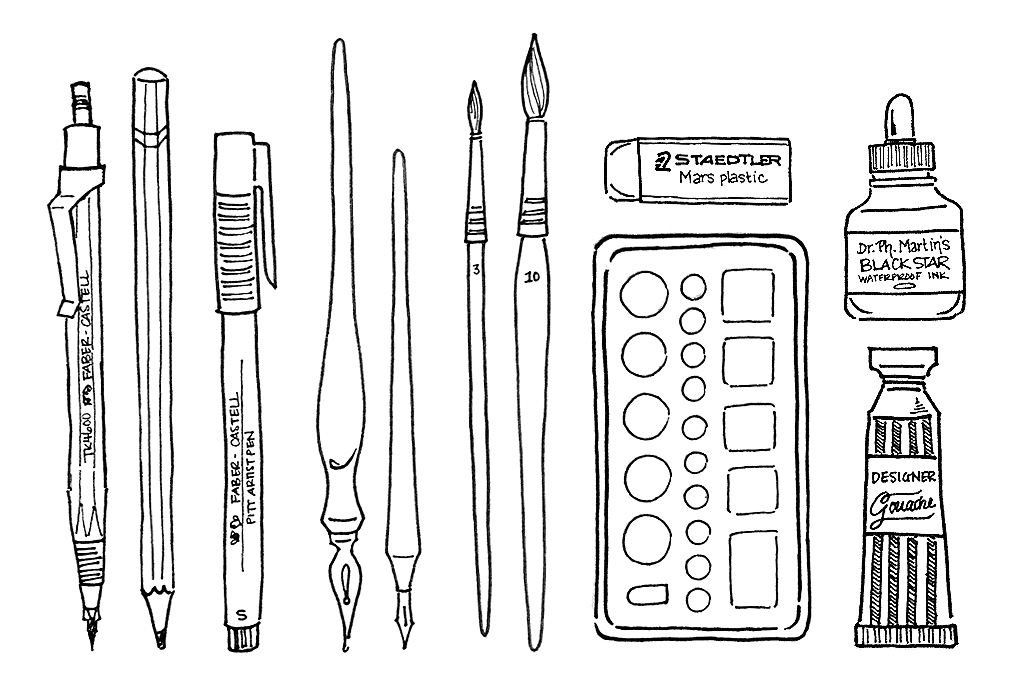 TK4600 FABER-CASTELL
FABER-CASTELL
PITT ARTIST PEN
S
3
10
STAEDTLER
Mars plastic
Dr. Ph. Martin's
BLACK STAR
WATERPROOF INK
DESIGNER
Gouache